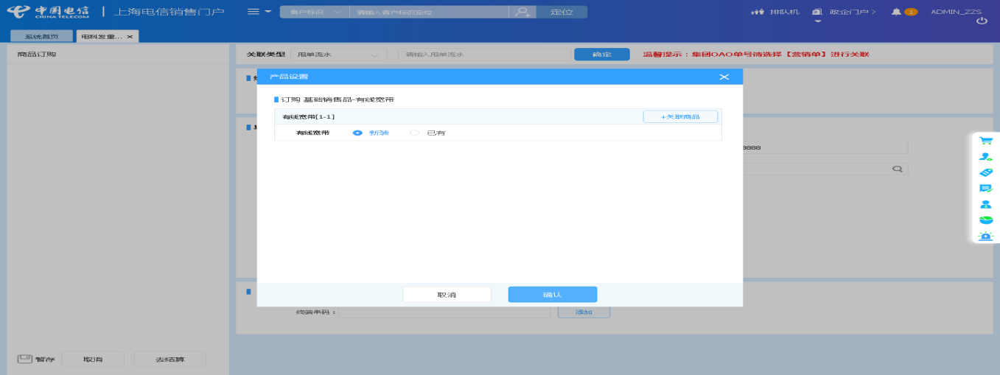 中国电信 CHINA TELECOM 上海电信销售门户 客户标识 请输入客户标识定位 定位 排队机 政企门户 1 ADMIN_ZZS
系统首页 电科发重... ×
商品订购 关联类型 甩单流水 请输入甩单流水 确定 温馨提示：集团OAO单号请选择【营销单】进行关联
产品设置
订购 基础销售品-有线宽带
有线宽带[1-1] +关联商品
有线宽带 新装 已有
8888
取消 确认
终端串码： 添加
暂存 取消 去结算